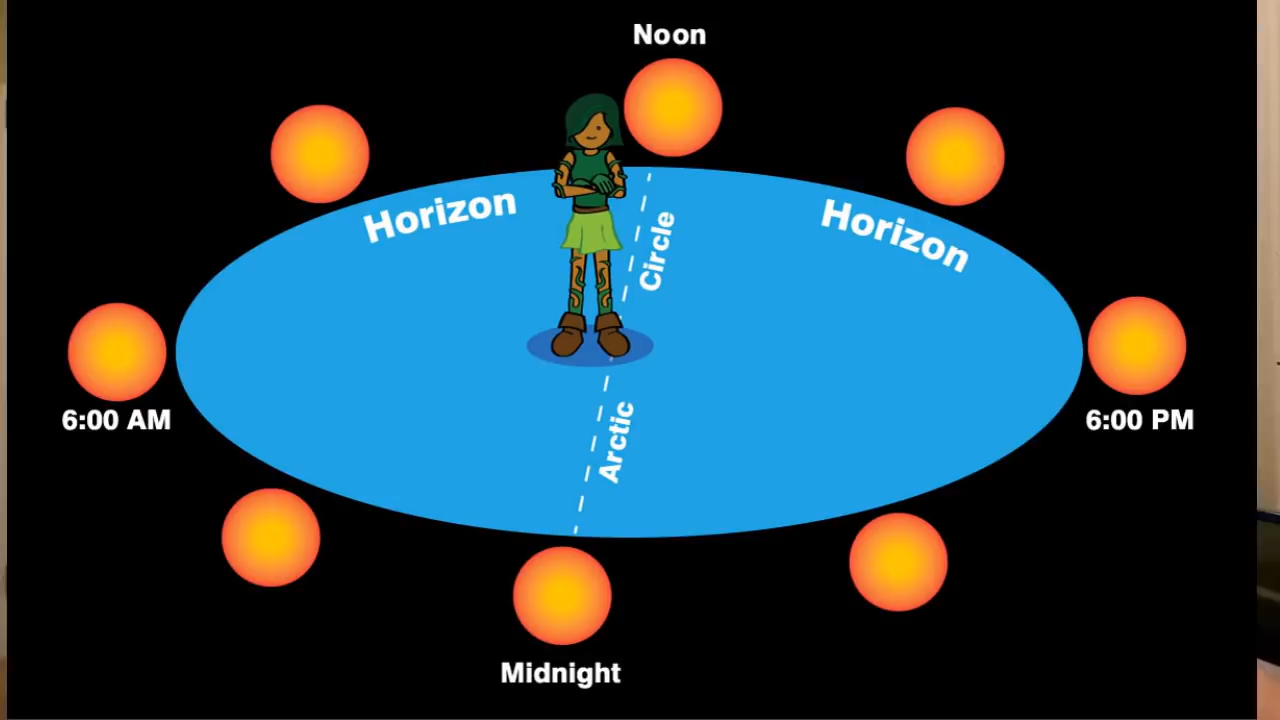 Noon
Horizon
Horizon
Circle
6:00 AM
6:00 PM
Arctic
Midnight